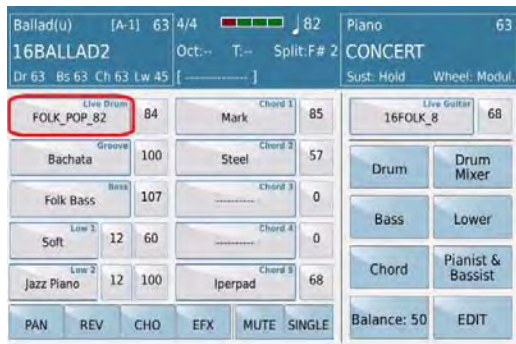 Ballad(u) [A-1] 63 4/4 82 Piano 63
16BALLAD2 Oct:-- T:-- Split:F# 2 CONCERT
Dr 63 Bs 63 Ch 63 Lw 45 [ ------------- ] Sust: Hold Wheel: Modul.
Live Drum Chord 1 Live Guitar
FOLK_POP_82 84 Mark 85 16FOLK_8 68
Groove Chord 2
Bachata 100 Steel 57 Drum Drum Mixer
Bass Chord 3
Folk Bass 107 ---------- 0 Bass Lower
Low 1 Chord 4
Soft 12 60 ---------- 0
Low 2 Chord 5
Jazz Piano 12 100 Iperpad 68 Chord Pianist & Bassist
PAN REV CHO EFX MUTE SINGLE Balance: 50 EDIT